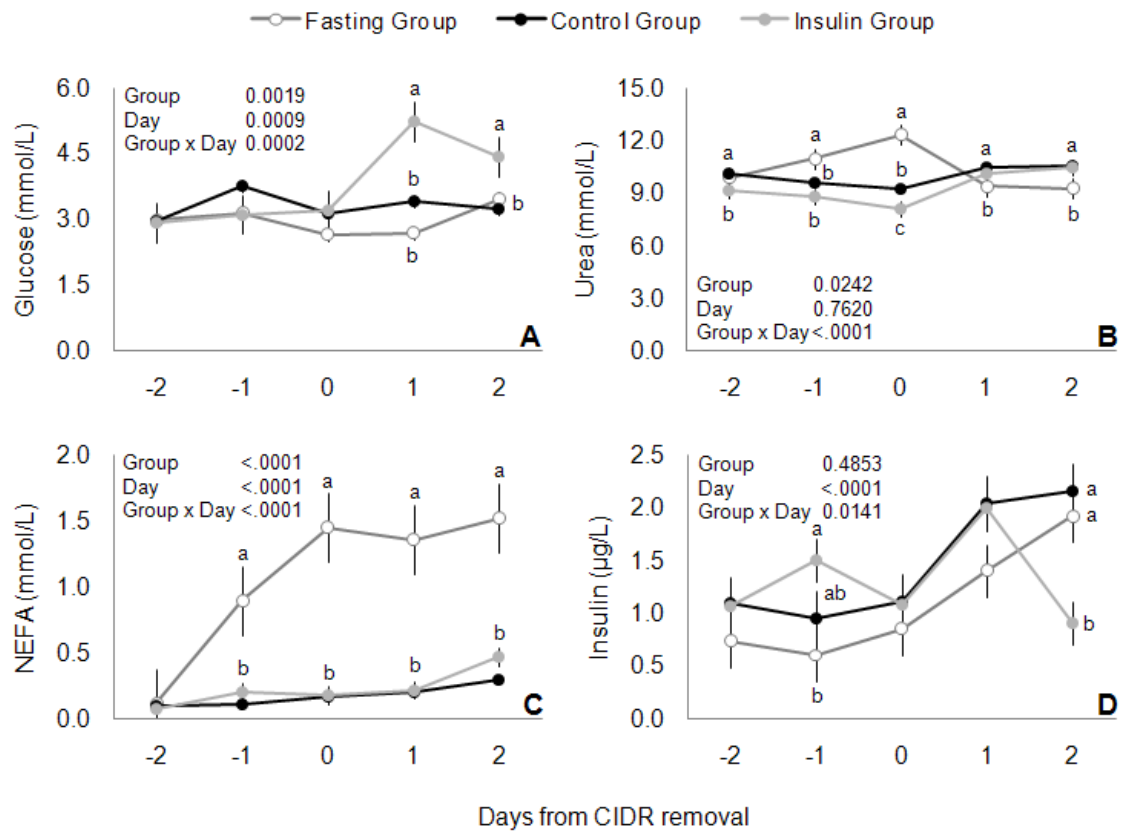 Fasting Group Control Group Insulin Group
Glucose (mmol/L)
6.0
4.5
3.0
1.5
0.0
Group 0.0019
Day 0.0009
Group x Day 0.0002
a
a
b
b
b
A
-2 -1 0 1 2
Urea (mmol/L)
15.0
12.0
9.0
6.0
3.0
0.0
a a a a a
b b
b b c b b
Group 0.0242
Day 0.7620
Group x Day <.0001
B
-2 -1 0 1 2
NEFA (mmol/L)
2.0
1.5
1.0
0.5
0.0
Group <.0001
Day <.0001
Group x Day <.0001
a a a a
b b b b
C
-2 -1 0 1 2
Insulin (µg/L)
2.5
2.0
1.5
1.0
0.5
0.0
Group 0.4853
Day <.0001
Group x Day 0.0141
a
ab
b
a
a
b
D
-2 -1 0 1 2
Days from CIDR removal